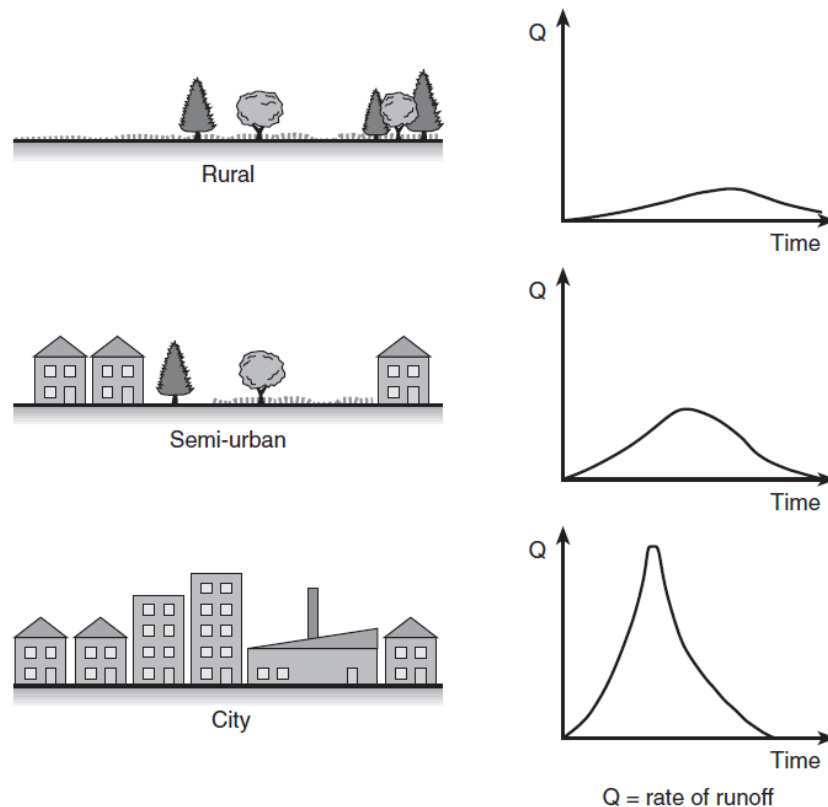 Q
Time
Rural
Q
Time
Semi-urban
Q
Time
City
Q = rate of runoff